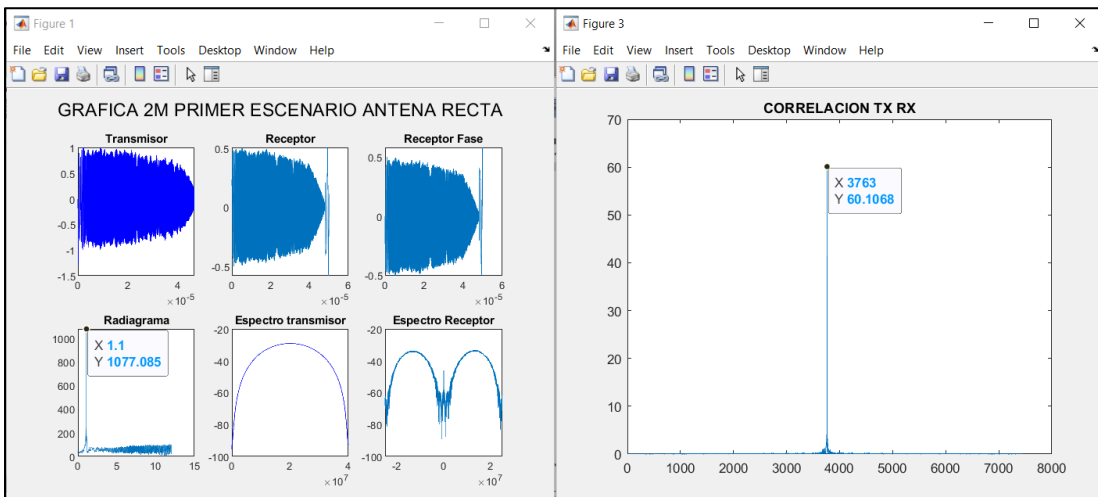 Figure 1
File Edit View Insert Tools Desktop Window Help
GRAFICA 2M PRIMER ESCENARIO ANTENA RECTA
Transmisor
1
0.5
0
-0.5
-1
-1.5
0 2 4
×10⁻⁵
Receptor
0.5
0
-0.5
0 2 4 6
×10⁻⁵
Receptor Fase
0.5
0
0.5
0 2 4 6
×10⁻⁵
Radiagrama
1000
800
600
400
200
0
X 1.1
Y 1077.085
0 5 10 15
Espectro transmisor
-20
-40
-60
-80
-100
0 2 4
×10⁷
Espectro Receptor
-20
-40
-60
-80
-100
-2 0 2
×10⁷
Figure 3
File Edit View Insert Tools Desktop Window Help
CORRELACION TX RX
70
60
50
40
30
20
10
0
X 3763
Y 60.1068
0 1000 2000 3000 4000 5000 6000 7000 8000